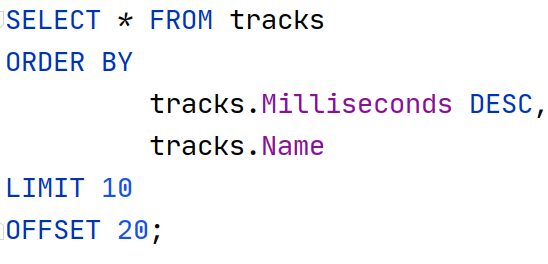 SELECT * FROM tracks
ORDER BY
         tracks.Milliseconds DESC,
         tracks.Name
LIMIT 10
OFFSET 20;